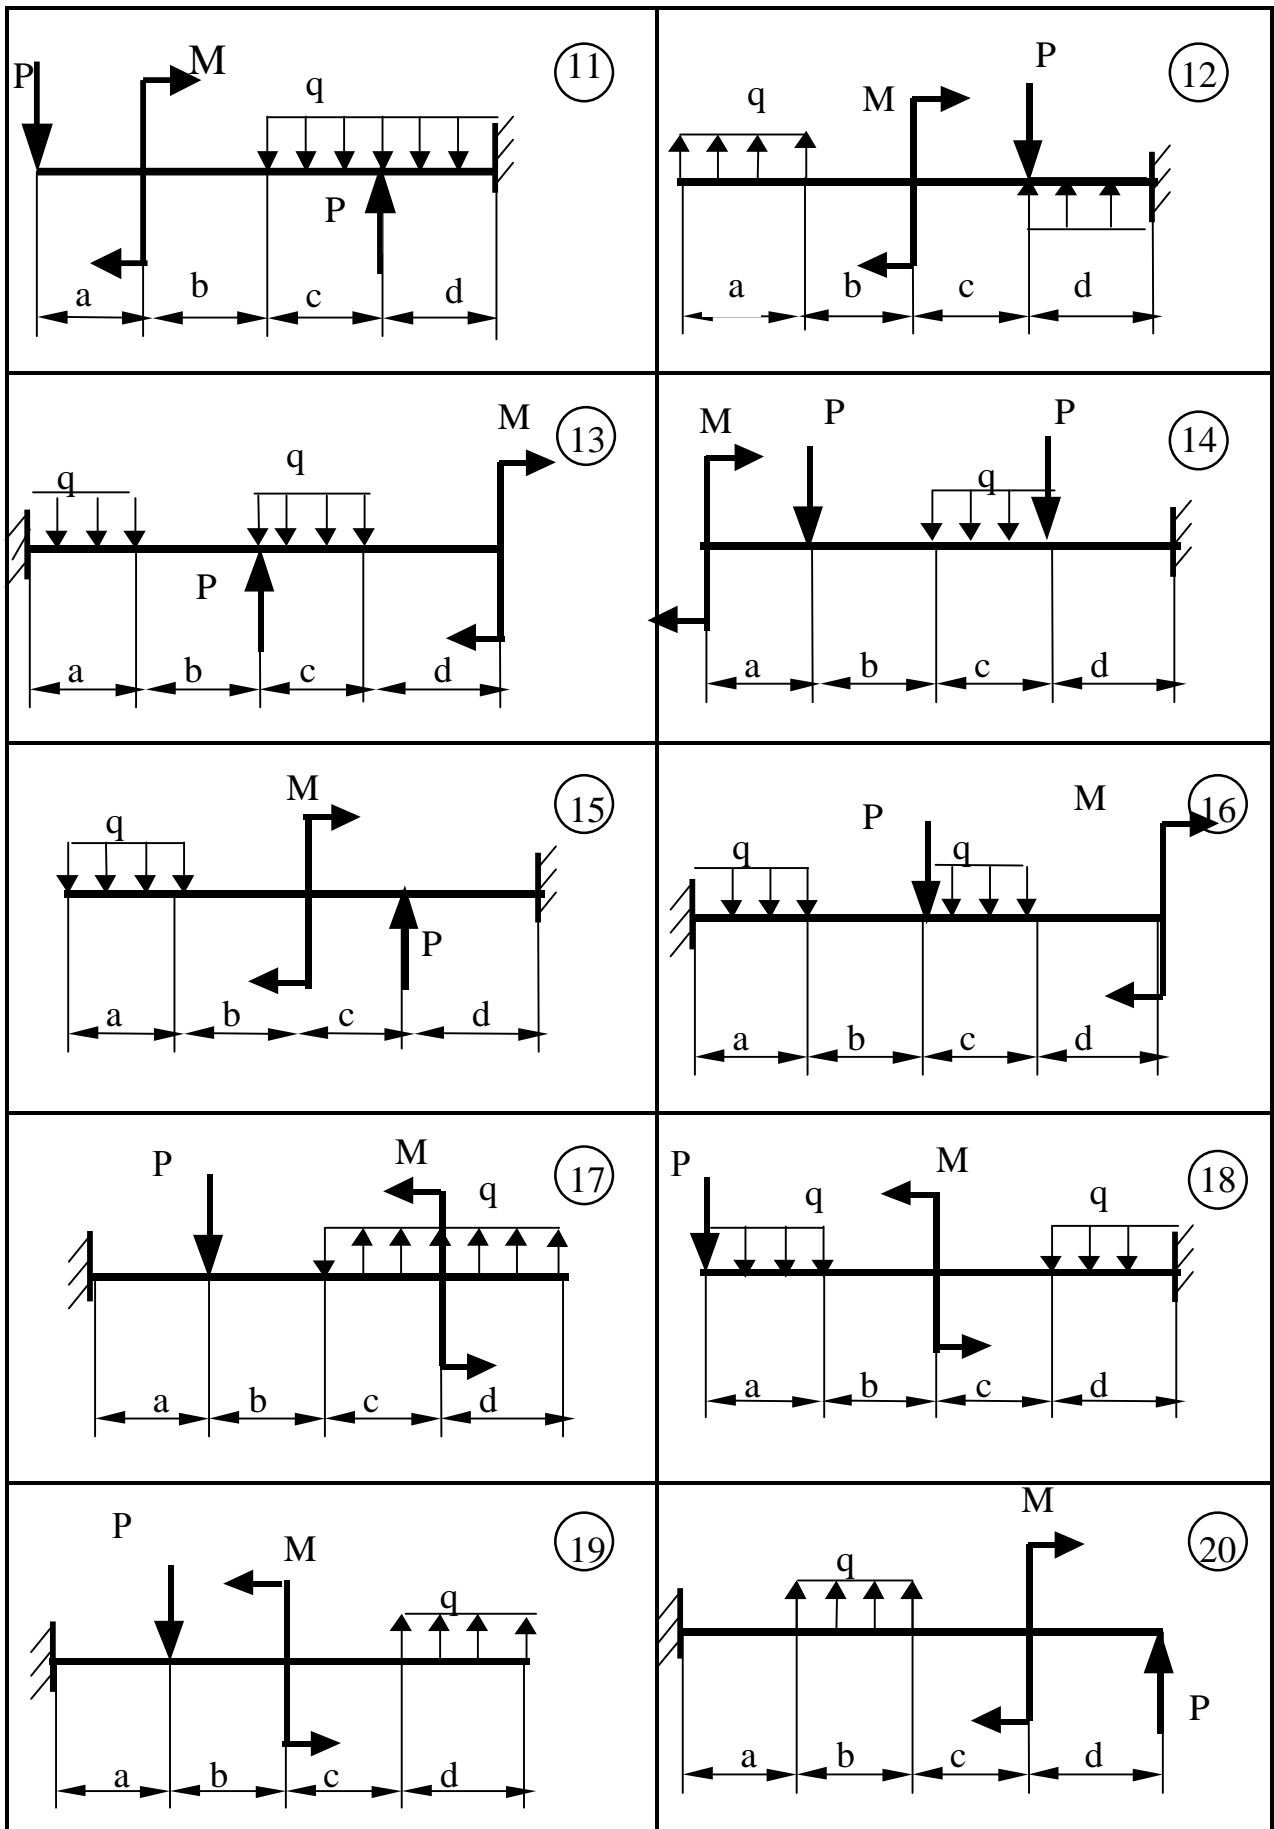 P M q 11
P
a b c d
q M P 12
a b c d
q q M 13
P
a b c d
M P q P 14
a b c d
q M 15
P
a b c d
q P q M 16
a b c d
P M q 17
a b c d
P q M q 18
a b c d
P M q 19
a b c d
q M 20
P
a b c d